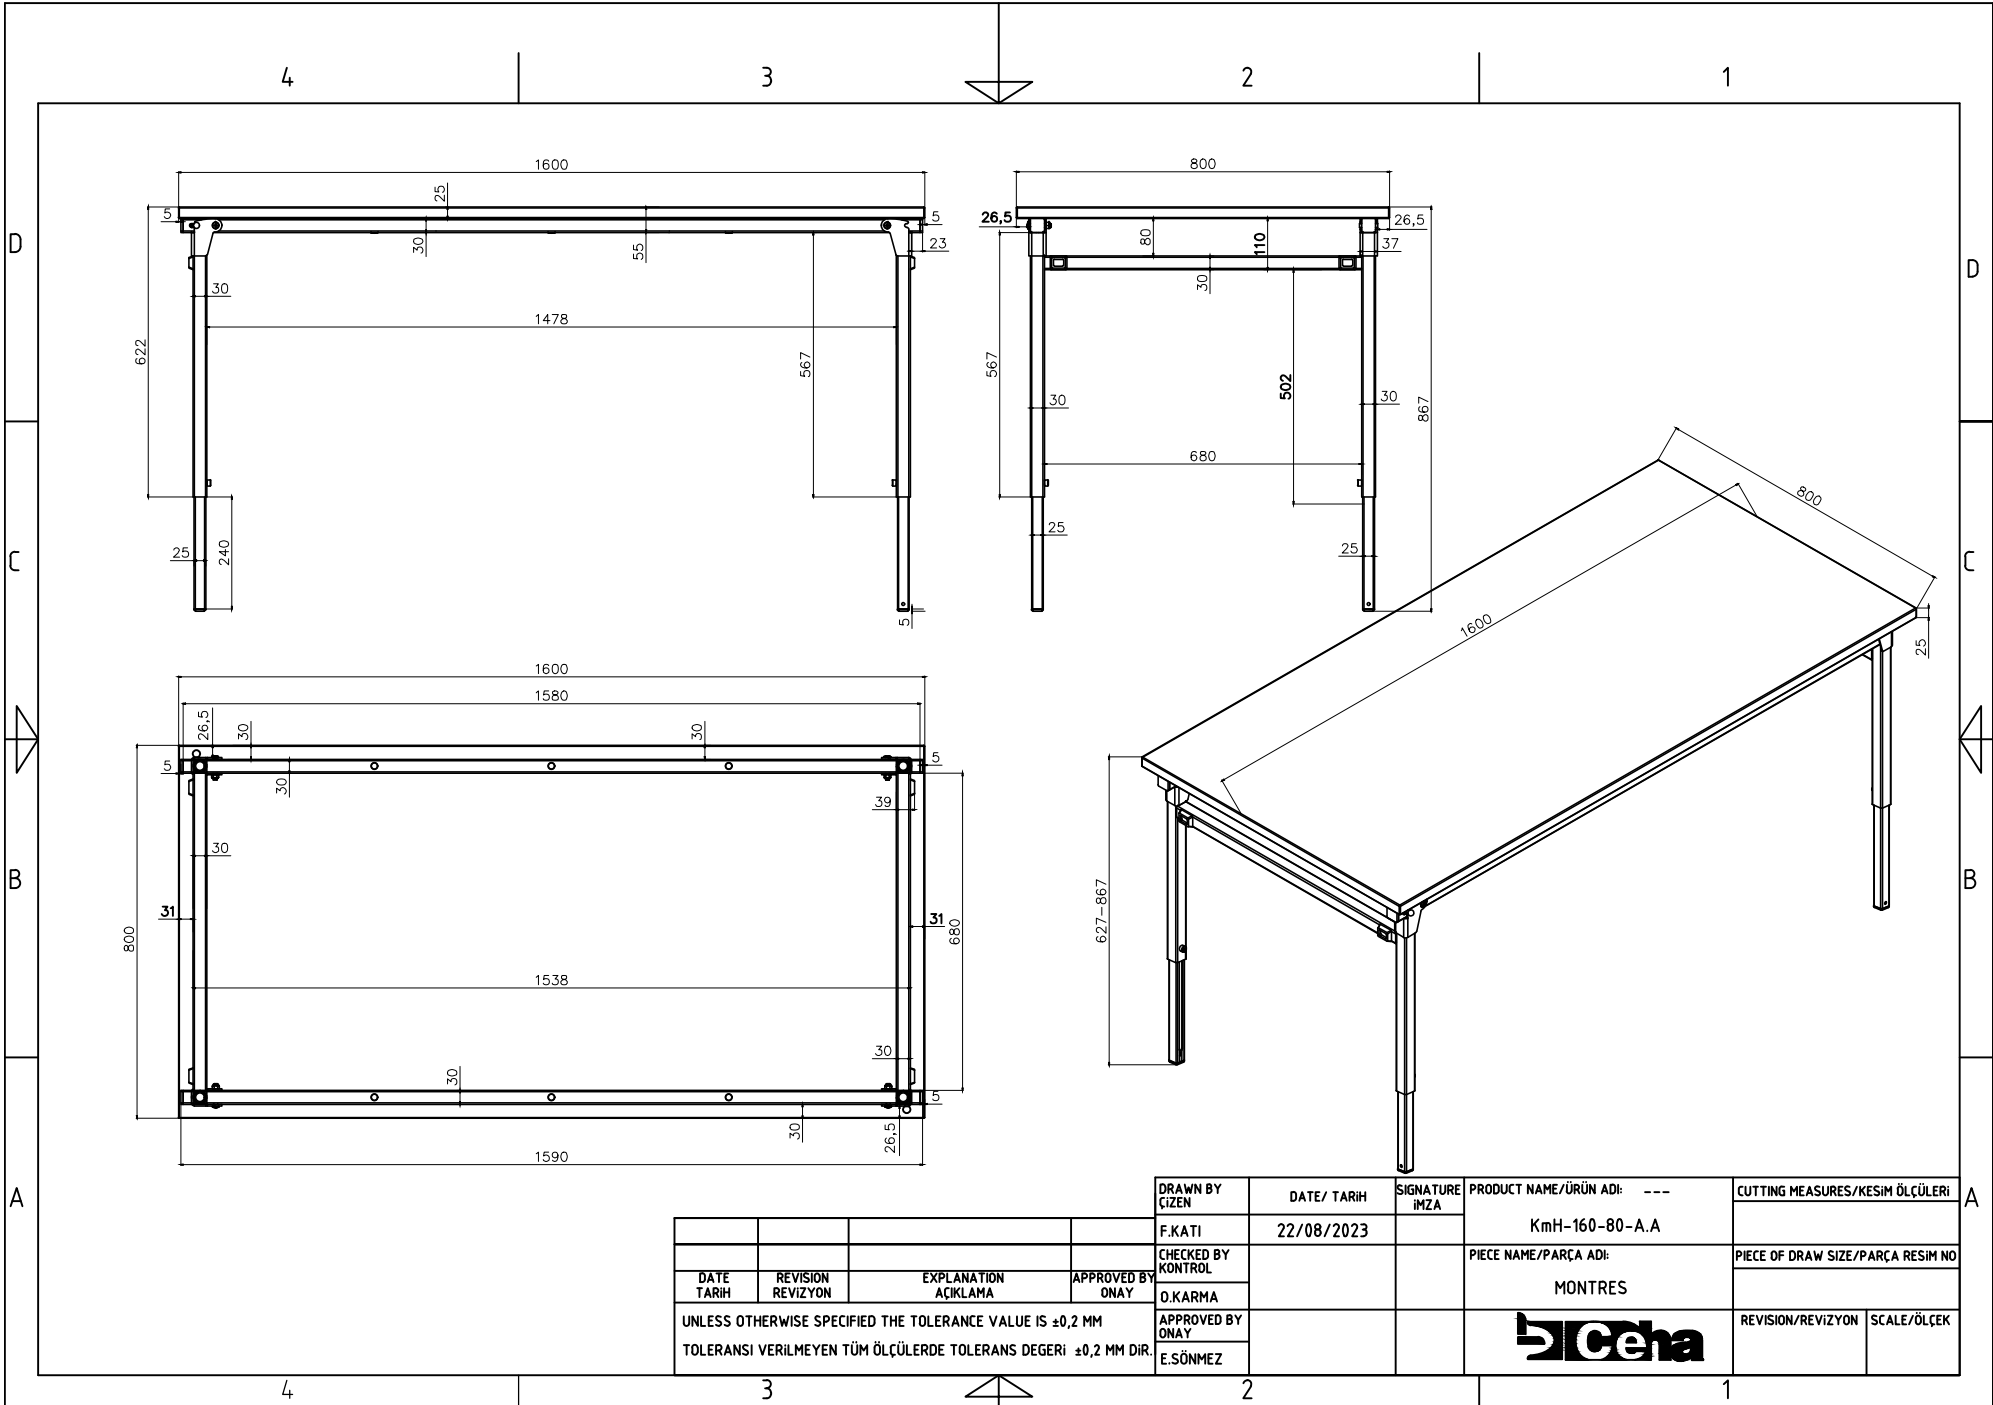 4 3 2 1
D
D
C
C
B
B
A
A
1600
25
5
5
30
55
23
30
1478
622
567
25
240
5
800
26,5
26,5
80
110
37
30
567
502
30
30
867
680
25
25
800
1600
25
627-867
1600
1580
26,5
30
30
5
5
30
39
30
31
31
800
680
1538
30
30
5
30
26,5
1590
DRAWN BY
ÇİZEN
DATE/ TARİH
SIGNATURE
İMZA
PRODUCT NAME/ÜRÜN ADI: ---
KmH-160-80-A.A
CUTTING MEASURES/KESİM ÖLÇÜLERİ
F.KATI
22/08/2023
CHECKED BY
KONTROL
PIECE NAME/PARÇA ADI:
MONTRES
PIECE OF DRAW SIZE/PARÇA RESİM NO
O.KARMA
APPROVED BY
ONAY
E.SÖNMEZ
Ceha
REVISION/REVİZYON
SCALE/ÖLÇEK
DATE
TARİH
REVISION
REVİZYON
EXPLANATION
AÇIKLAMA
APPROVED BY
ONAY
UNLESS OTHERWISE SPECIFIED THE TOLERANCE VALUE IS ±0,2 MM
TOLERANSI VERİLMEYEN TÜM ÖLÇÜLERDE TOLERANS DEGERİ ±0,2 MM DİR.
4 3 2 1